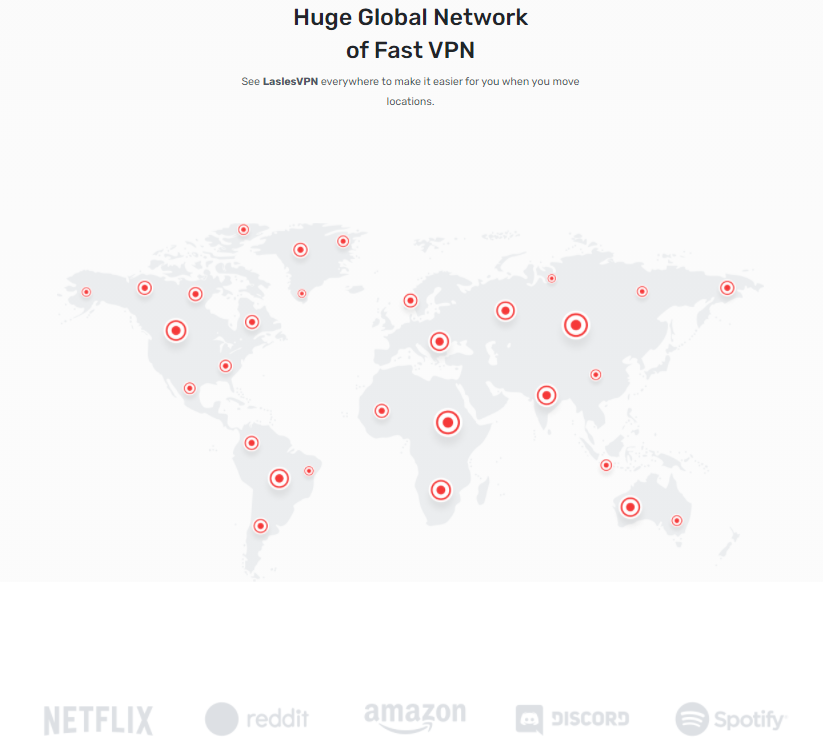 Huge Global Network
of Fast VPN
See LaslesVPN everywhere to make it easier for you when you move
locations.
NETFLIX
reddit
amazon
DISCORD
Spotify